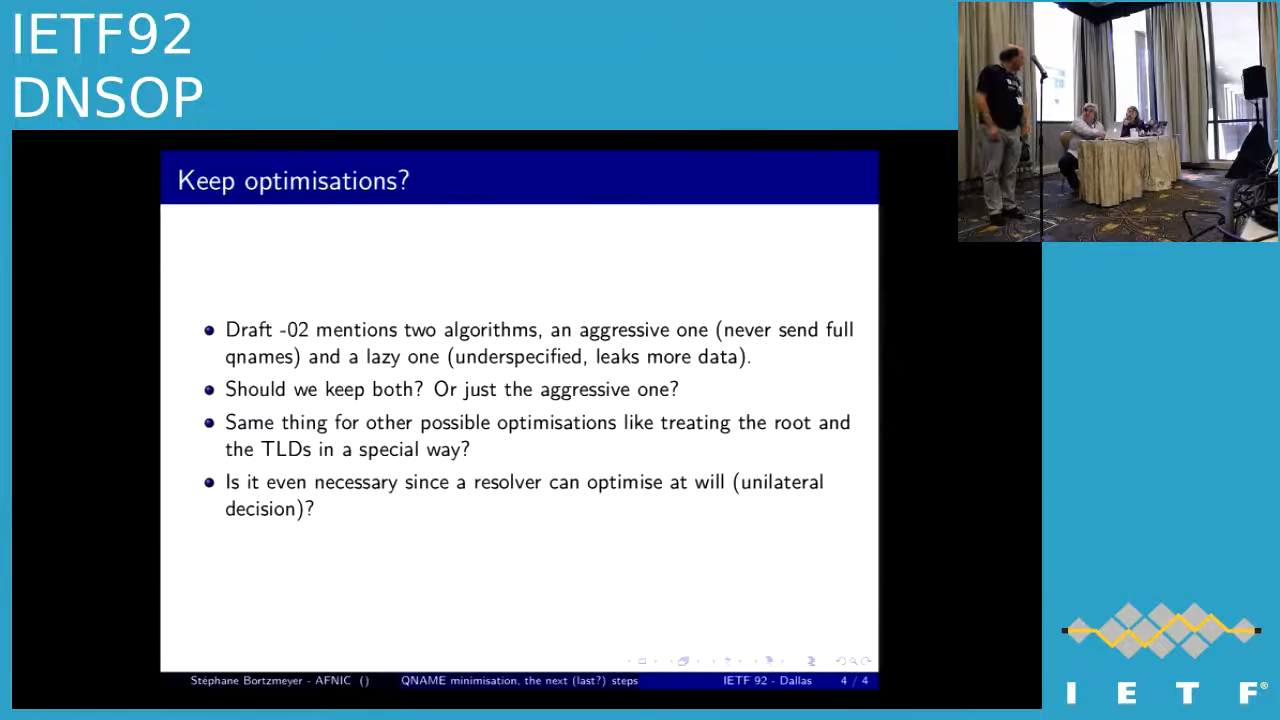 IETF92
DNSOP
Keep optimisations?
Draft -02 mentions two algorithms, an aggressive one (never send full
qnames) and a lazy one (underspecified, leaks more data).
Should we keep both? Or just the aggressive one?
Same thing for other possible optimisations like treating the root and
the TLDs in a special way?
Is it even necessary since a resolver can optimise at will (unilateral
decision)?
Stéphane Bortzmeyer - AFNIC () QNAME minimisation, the next (last?) steps IETF 92 - Dallas 4 / 4
I E T F®